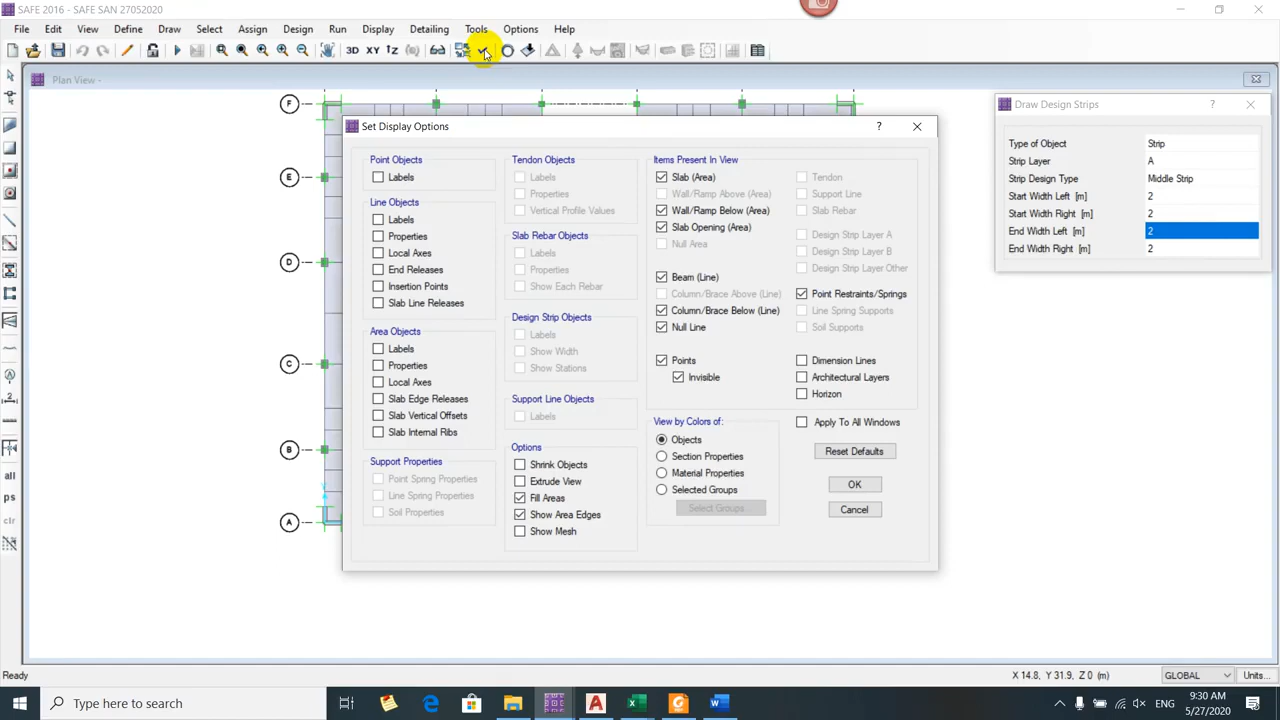 SAFE 2016 - SAFE SAN 27052020
File Edit View Define Draw Select Assign Design Run Display Detailing Tools Options Help
3D XY
Plan View -
F
E
D
C
B
A
all
ps
clr
Set Display Options
?
Point Objects
Labels
Line Objects
Labels
Properties
Local Axes
End Releases
Insertion Points
Slab Line Releases
Area Objects
Labels
Properties
Local Axes
Slab Edge Releases
Slab Vertical Offsets
Slab Internal Ribs
Support Properties
Point Spring Properties
Line Spring Properties
Soil Properties
Tendon Objects
Labels
Properties
Vertical Profile Values
Slab Rebar Objects
Labels
Properties
Show Each Rebar
Design Strip Objects
Labels
Show Width
Show Stations
Support Line Objects
Labels
Options
Shrink Objects
Extrude View
Fill Areas
Show Area Edges
Show Mesh
Items Present In View
Slab (Area)
Wall/Ramp Above (Area)
Wall/Ramp Below (Area)
Slab Opening (Area)
Null Area
Beam (Line)
Column/Brace Above (Line)
Column/Brace Below (Line)
Null Line
Points
Invisible
Tendon
Support Line
Slab Rebar
Design Strip Layer A
Design Strip Layer B
Design Strip Layer Other
Point Restraints/Springs
Line Spring Supports
Soil Supports
Dimension Lines
Architectural Layers
Horizon
View by Colors of:
Objects
Section Properties
Material Properties
Selected Groups
Select Groups...
Apply To All Windows
Reset Defaults
OK
Cancel
Draw Design Strips
?
Type of Object Strip
Strip Layer A
Strip Design Type Middle Strip
Start Width Left [m] 2
Start Width Right [m] 2
End Width Left [m] 2
End Width Right [m] 2
Ready
X 14.8, Y 31.9, Z 0 (m)
GLOBAL
Units...
Type here to search
ENG
9:30 AM
5/27/2020